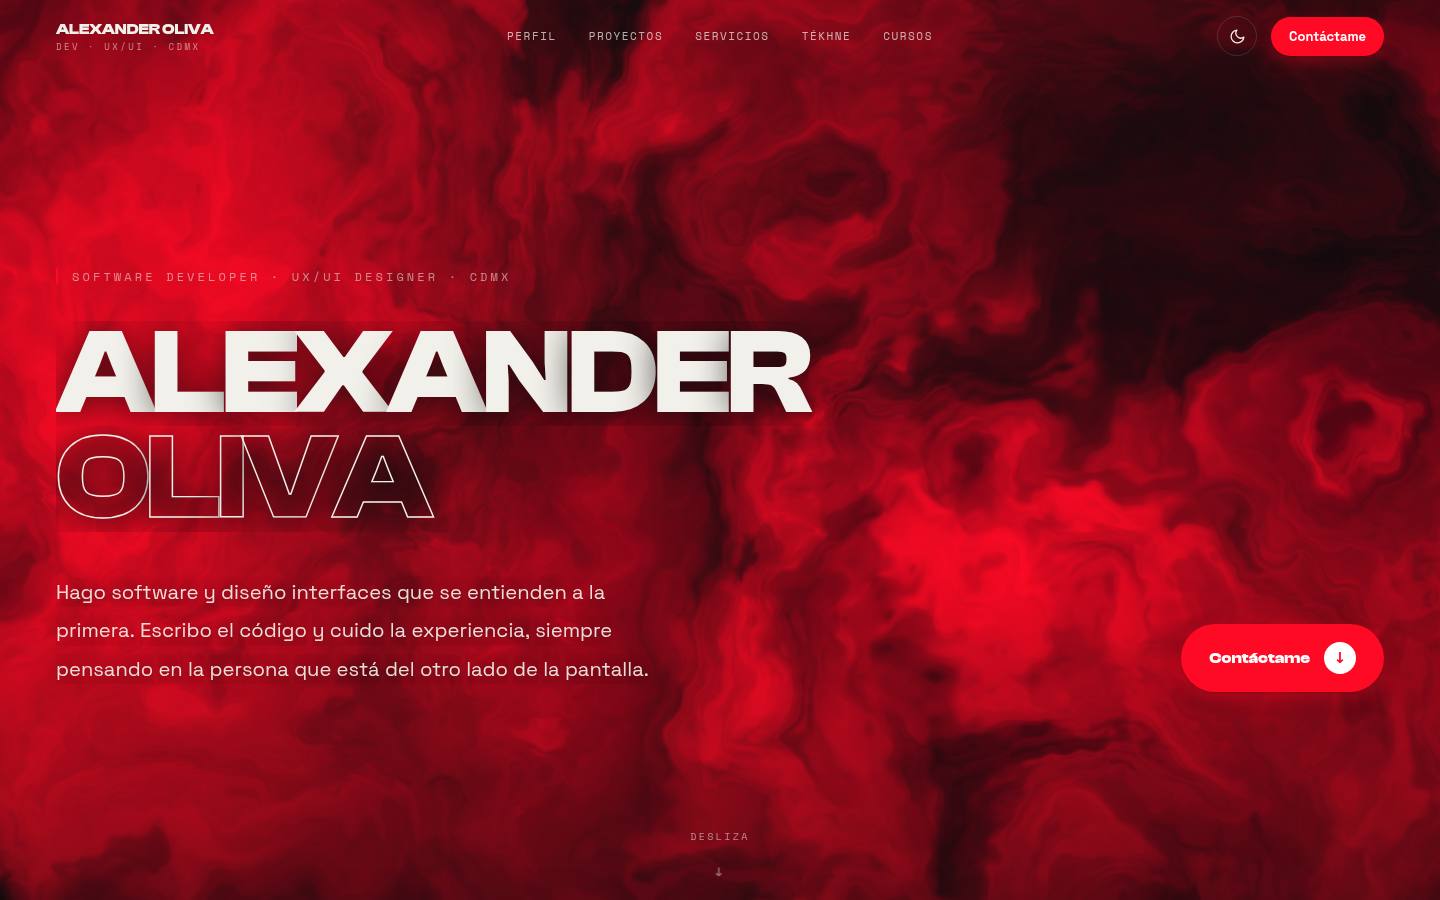 ALEXANDER OLIVA
DEV · UX/UI · CDMX
PERFIL PROYECTOS SERVICIOS TÉKHNE CURSOS
Contáctame
SOFTWARE DEVELOPER · UX/UI DESIGNER · CDMX
ALEXANDER
OLIVA
Hago software y diseño interfaces que se entienden a la
primera. Escribo el código y cuido la experiencia, siempre
pensando en la persona que está del otro lado de la pantalla.
Contáctame ↓
DESLIZA
↓